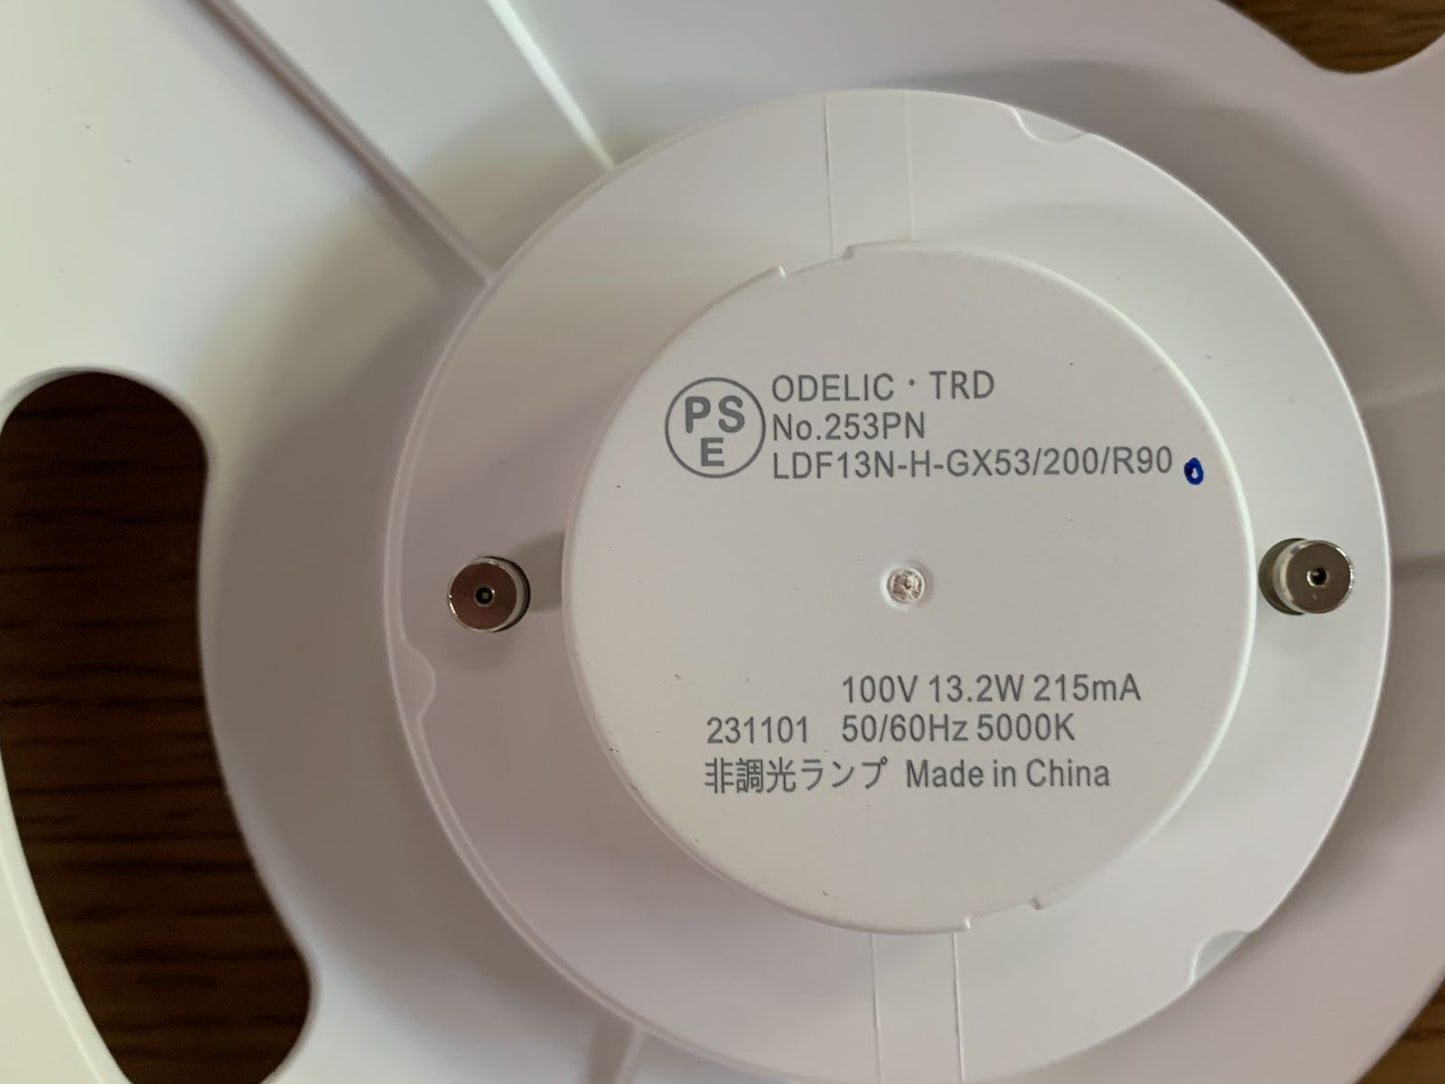 PS
E
ODELIC・TRD
No.253PN
LDF13N-H-GX53/200/R90
100V 13.2W 215mA
231101 50/60Hz 5000K
非調光ランプ Made in China